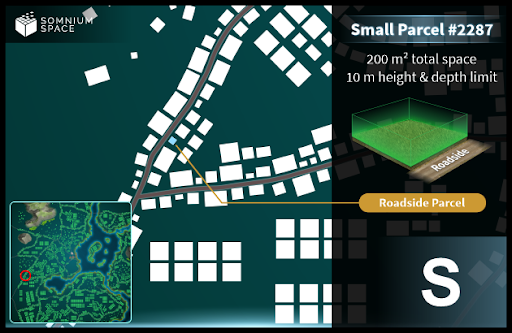 SOMNIUM
SPACE
Small Parcel #2287
200 m² total space
10 m height & depth limit
Roadside
Roadside Parcel
S